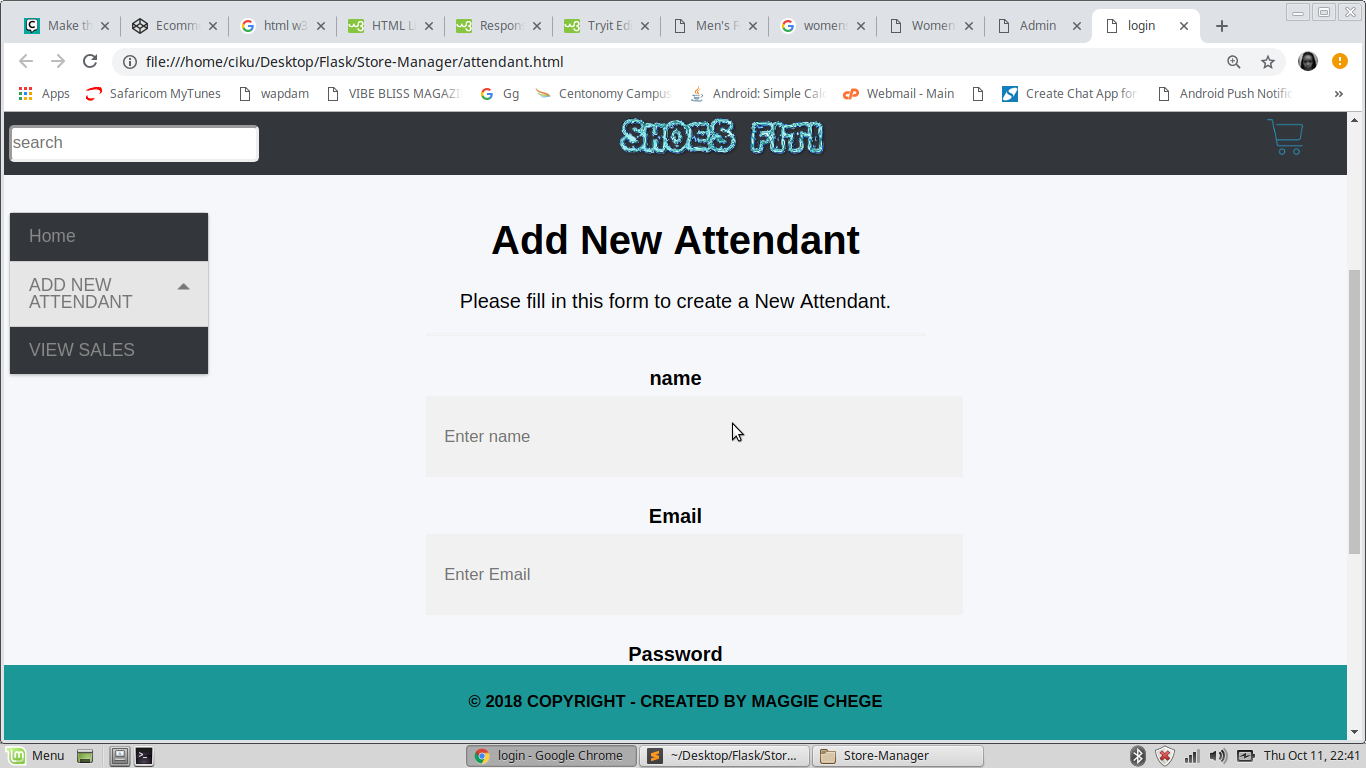 Make th
Ecomm
html w3
HTML Li
Respons
Tryit Edi
Men's F
womens
Women
Admin
login
file:///home/ciku/Desktop/Flask/Store-Manager/attendant.html
Apps
Safaricom MyTunes
wapdam
VIBE BLISS MAGAZI
Gg
Centonomy Campus
Android: Simple Calc
Webmail - Main
Create Chat App for
Android Push Notific
search
SHOES FITI
Home
ADD NEW
ATTENDANT
VIEW SALES
Add New Attendant
Please fill in this form to create a New Attendant.
name
Enter name
Email
Enter Email
Password
© 2018 COPYRIGHT - CREATED BY MAGGIE CHEGE
Menu
login - Google Chrome
~/Desktop/Flask/Stor...
Store-Manager
Thu Oct 11, 22:41